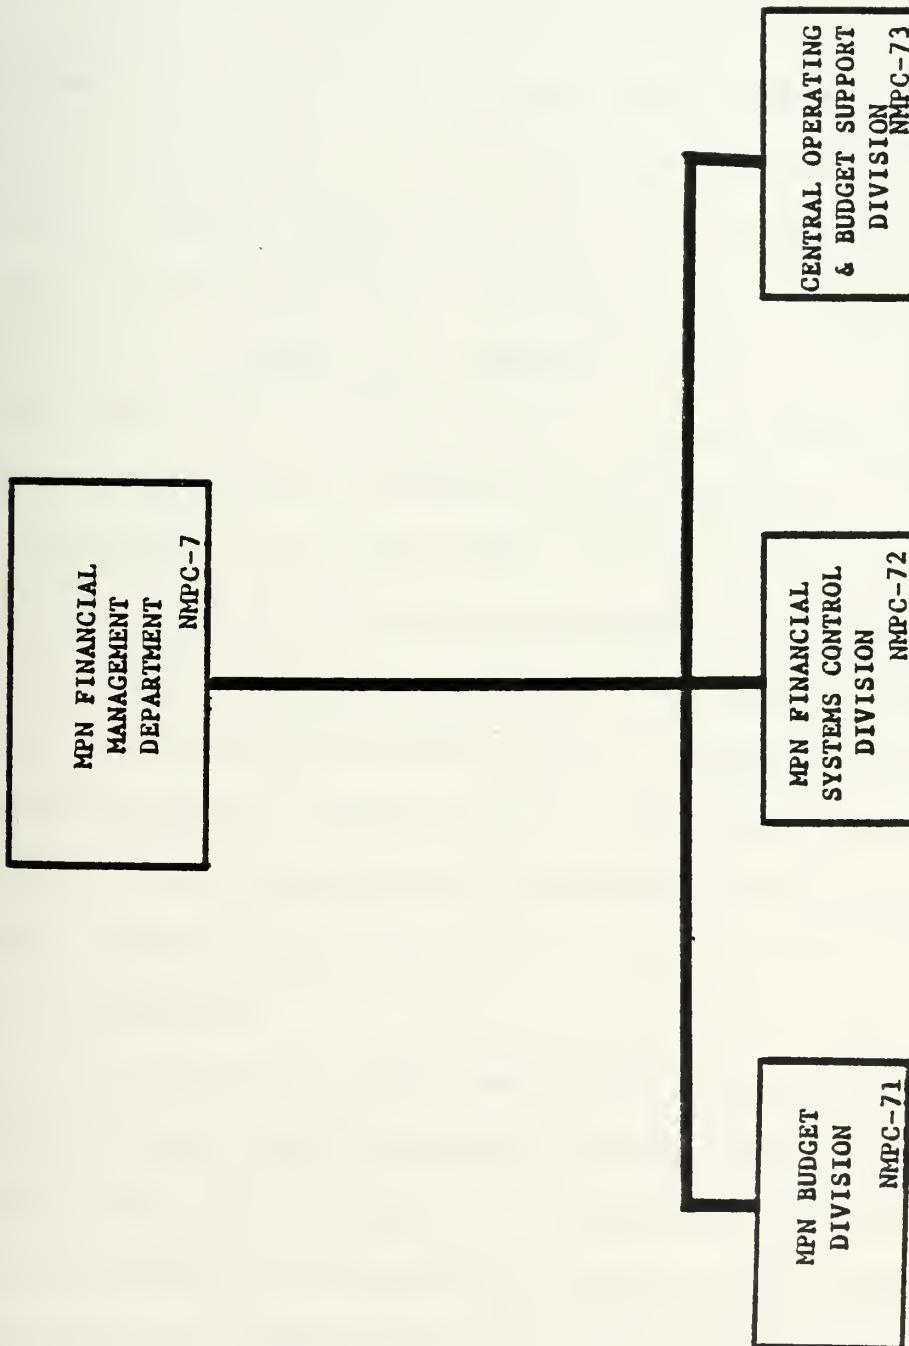 MPN FINANCIAL
MANAGEMENT
DEPARTMENT
NMPC-7
MPN BUDGET
DIVISION
NMPC-71
MPN FINANCIAL
SYSTEMS CONTROL
DIVISION
NMPC-72
CENTRAL OPERATING
& BUDGET SUPPORT
DIVISION
NMPC-73